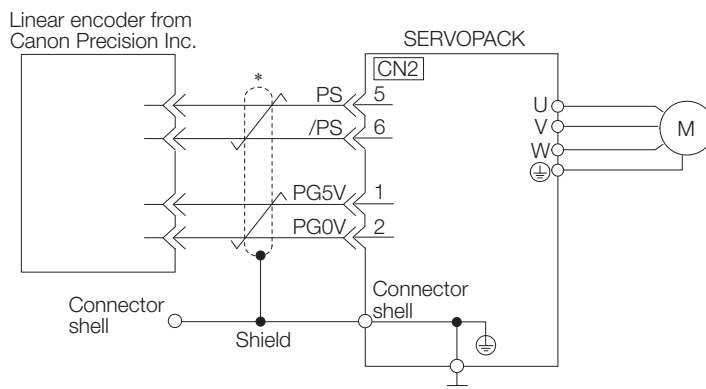 Linear encoder from
Canon Precision Inc.
SERVOPACK
CN2
*
PS 5
/PS 6
PG5V 1
PG0V 2
U
V
W
M
Connector
shell
Shield
Connector
shell